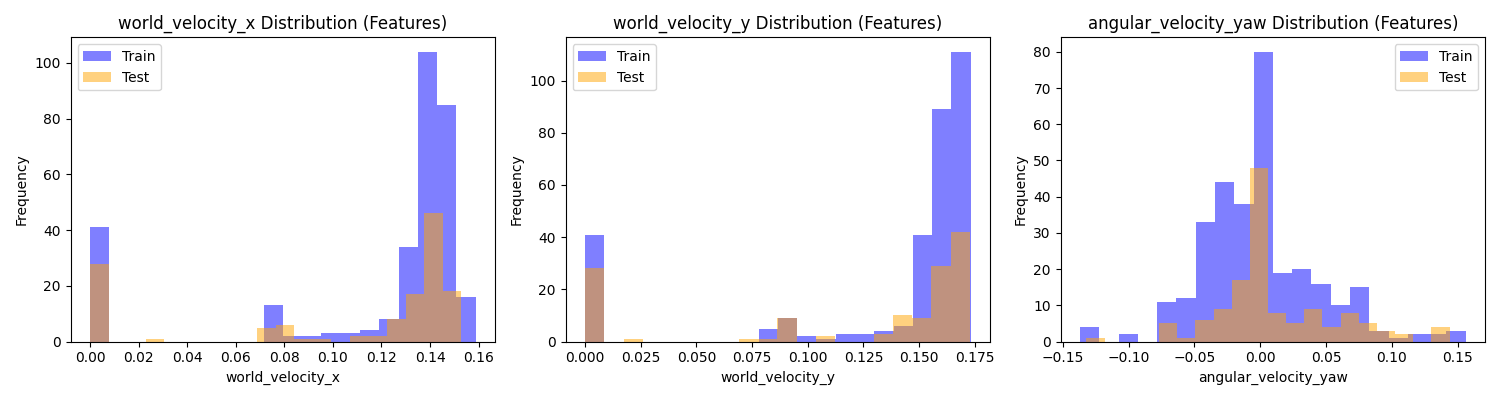 world_velocity_x Distribution (Features)
Train
Test
Frequency
100
80
60
40
20
0
0.00 0.02 0.04 0.06 0.08 0.10 0.12 0.14 0.16
world_velocity_x
world_velocity_y Distribution (Features)
Train
Test
Frequency
100
80
60
40
20
0
0.000 0.025 0.050 0.075 0.100 0.125 0.150 0.175
world_velocity_y
angular_velocity_yaw Distribution (Features)
Train
Test
Frequency
80
70
60
50
40
30
20
10
0
−0.15 −0.10 −0.05 0.00 0.05 0.10 0.15
angular_velocity_yaw